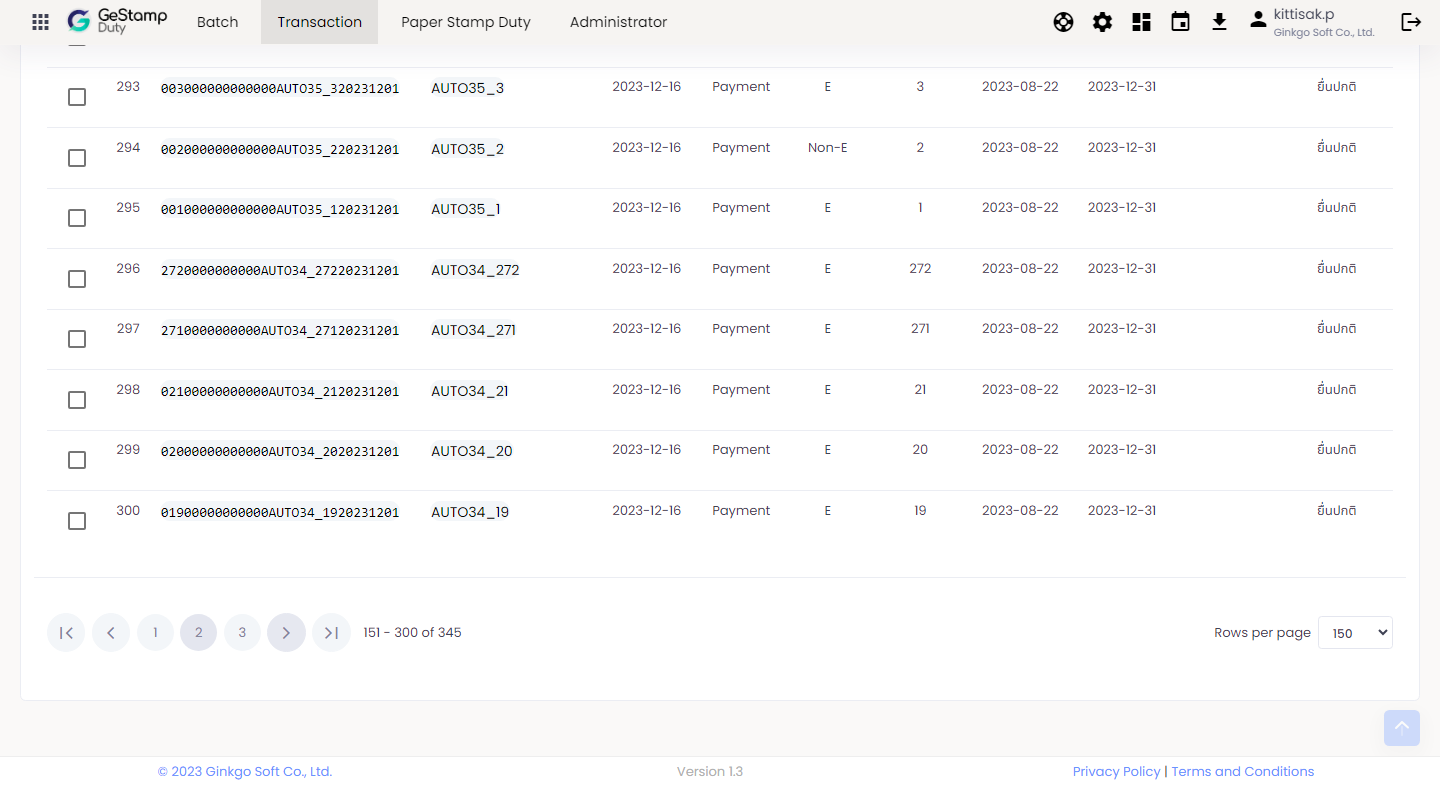 GeStamp Duty Batch Transaction Paper Stamp Duty Administrator kittisak.p
Ginkgo Soft Co., Ltd.
293 003000000000000AUTO35_320231201 AUTO35_3 2023-12-16 Payment E 3 2023-08-22 2023-12-31 ยื่นปกติ
294 002000000000000AUTO35_220231201 AUTO35_2 2023-12-16 Payment Non-E 2 2023-08-22 2023-12-31 ยื่นปกติ
295 001000000000000AUTO35_120231201 AUTO35_1 2023-12-16 Payment E 1 2023-08-22 2023-12-31 ยื่นปกติ
296 2720000000000AUTO34_27220231201 AUTO34_272 2023-12-16 Payment E 272 2023-08-22 2023-12-31 ยื่นปกติ
297 2710000000000AUTO34_27120231201 AUTO34_271 2023-12-16 Payment E 271 2023-08-22 2023-12-31 ยื่นปกติ
298 02100000000000AUTO34_2120231201 AUTO34_21 2023-12-16 Payment E 21 2023-08-22 2023-12-31 ยื่นปกติ
299 02000000000000AUTO34_2020231201 AUTO34_20 2023-12-16 Payment E 20 2023-08-22 2023-12-31 ยื่นปกติ
300 01900000000000AUTO34_1920231201 AUTO34_19 2023-12-16 Payment E 19 2023-08-22 2023-12-31 ยื่นปกติ
1 2 3 151 - 300 of 345 Rows per page 150
© 2023 Ginkgo Soft Co., Ltd. Version 1.3 Privacy Policy | Terms and Conditions